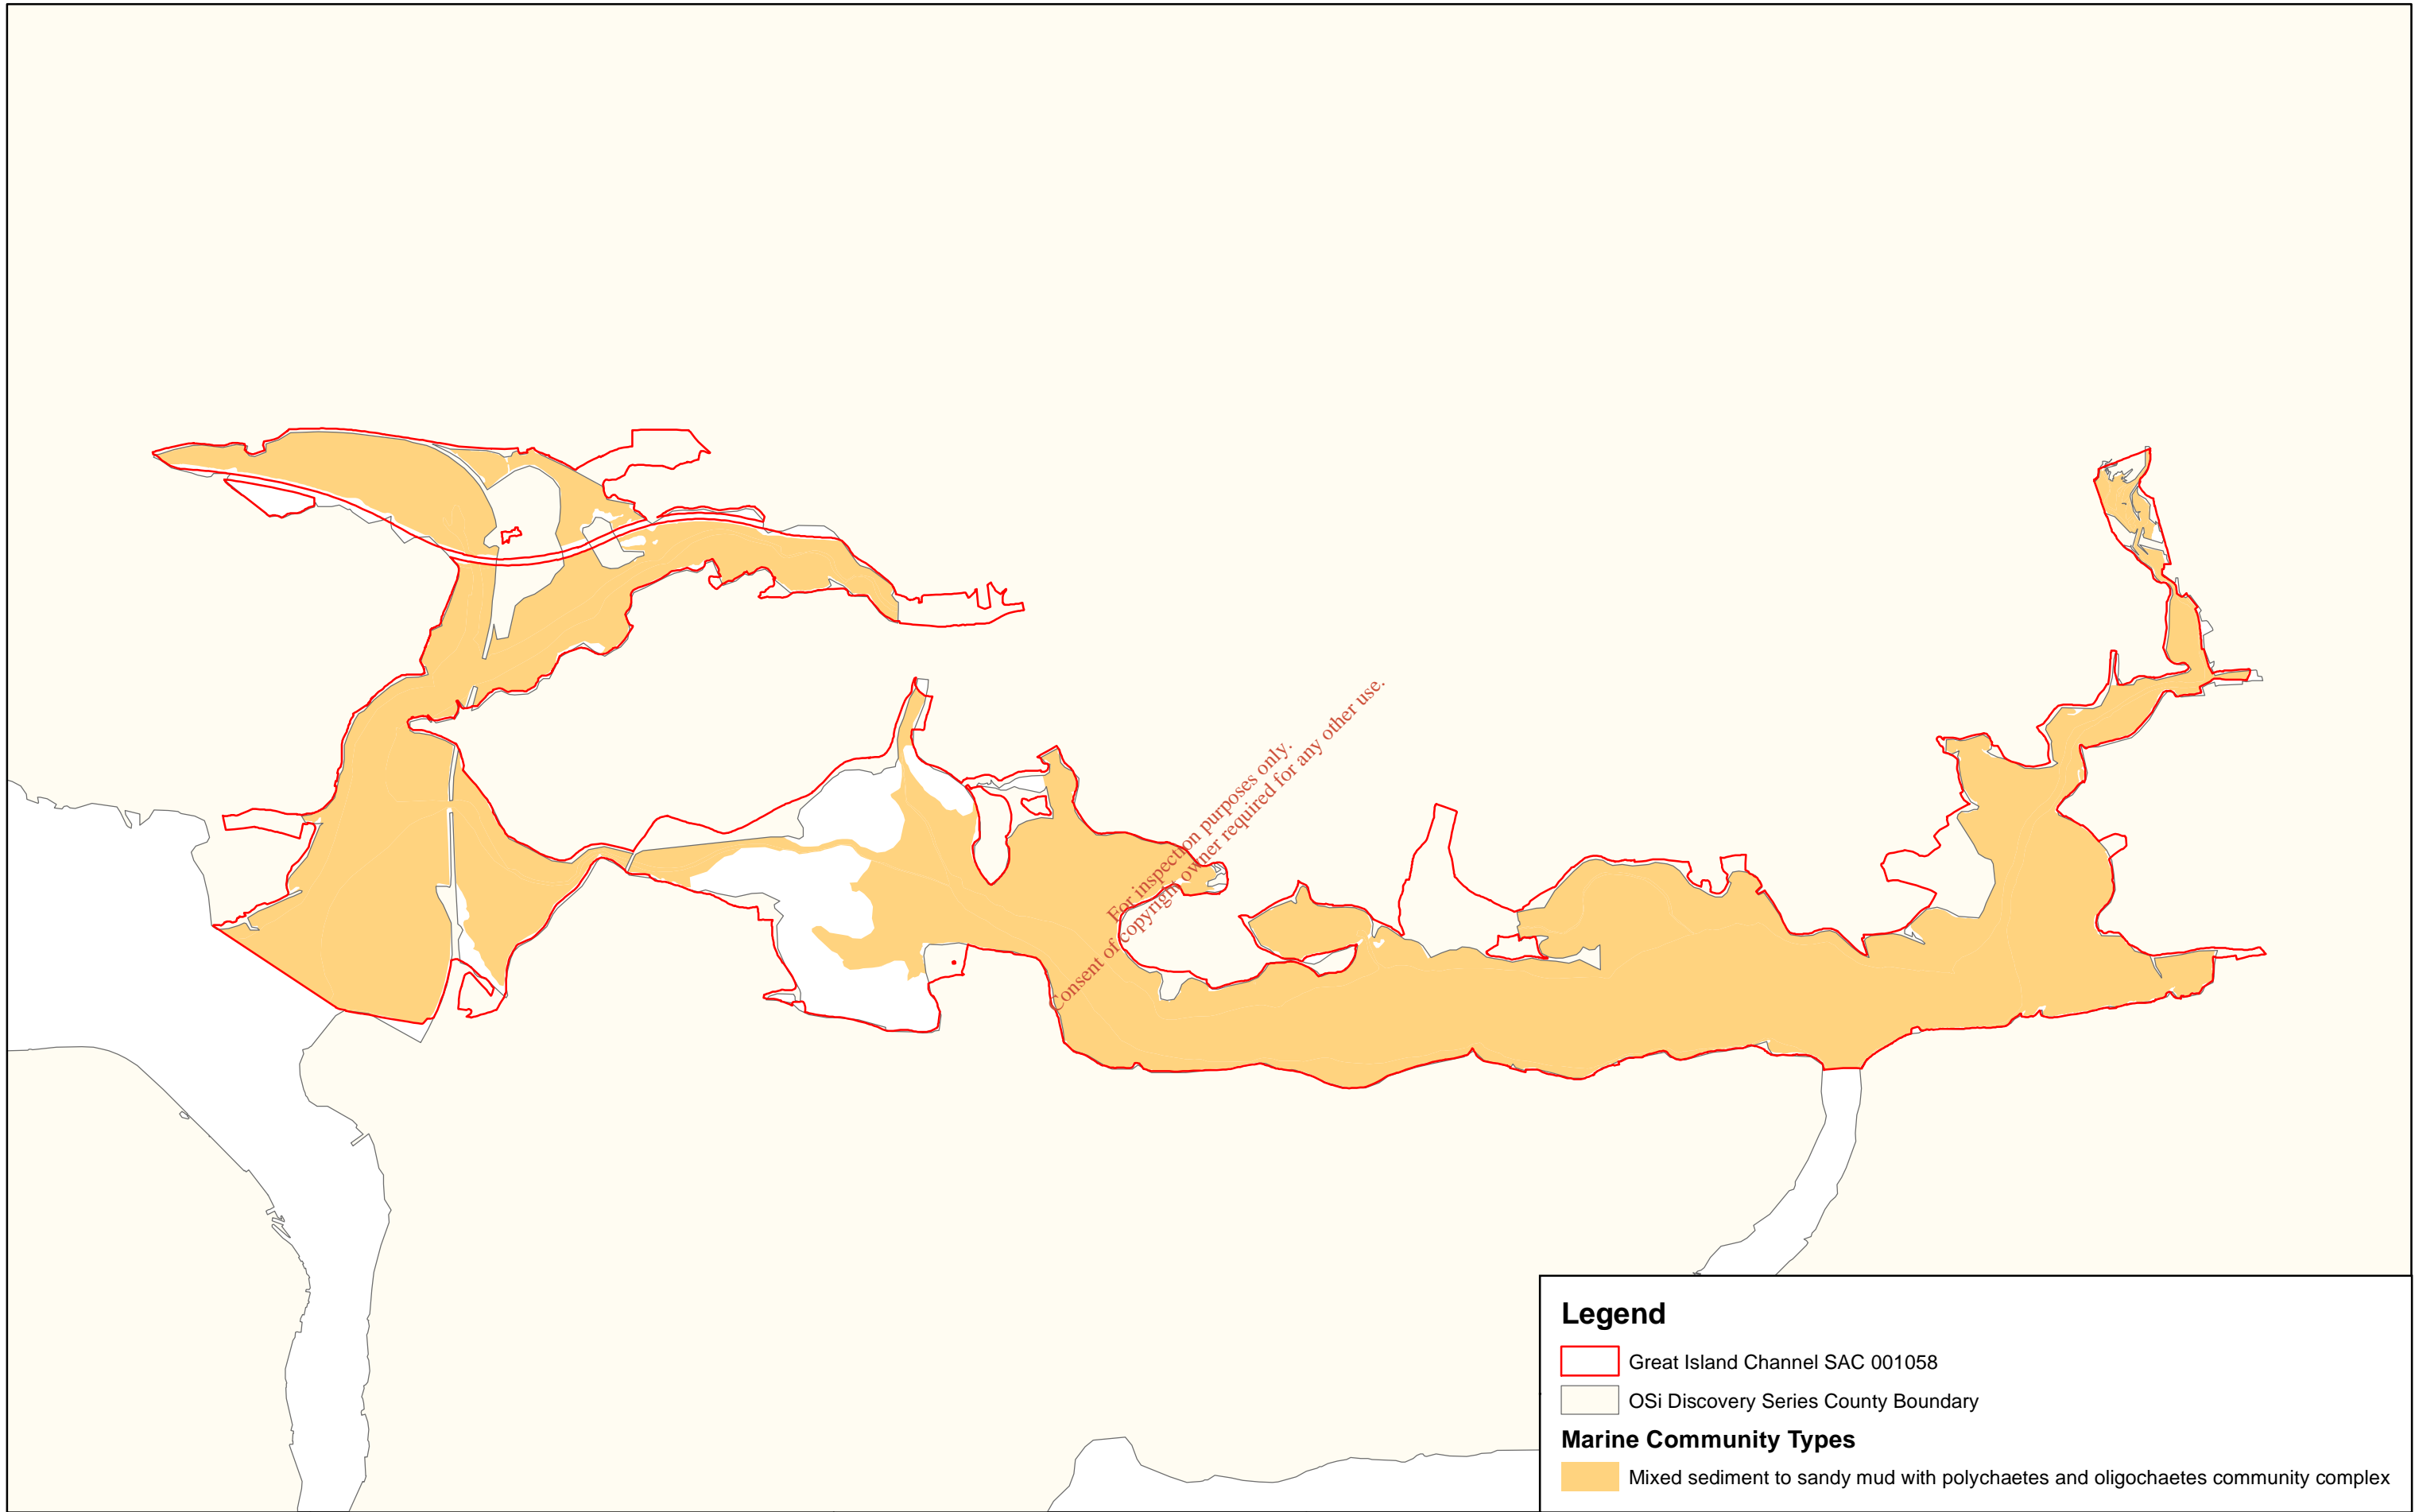 For inspection purposes only.
Consent of copyright owner required for any other use.
Legend
Great Island Channel SAC 001058
OSi Discovery Series County Boundary
Marine Community Types
Mixed sediment to sandy mud with polychaetes and oligochaetes community complex